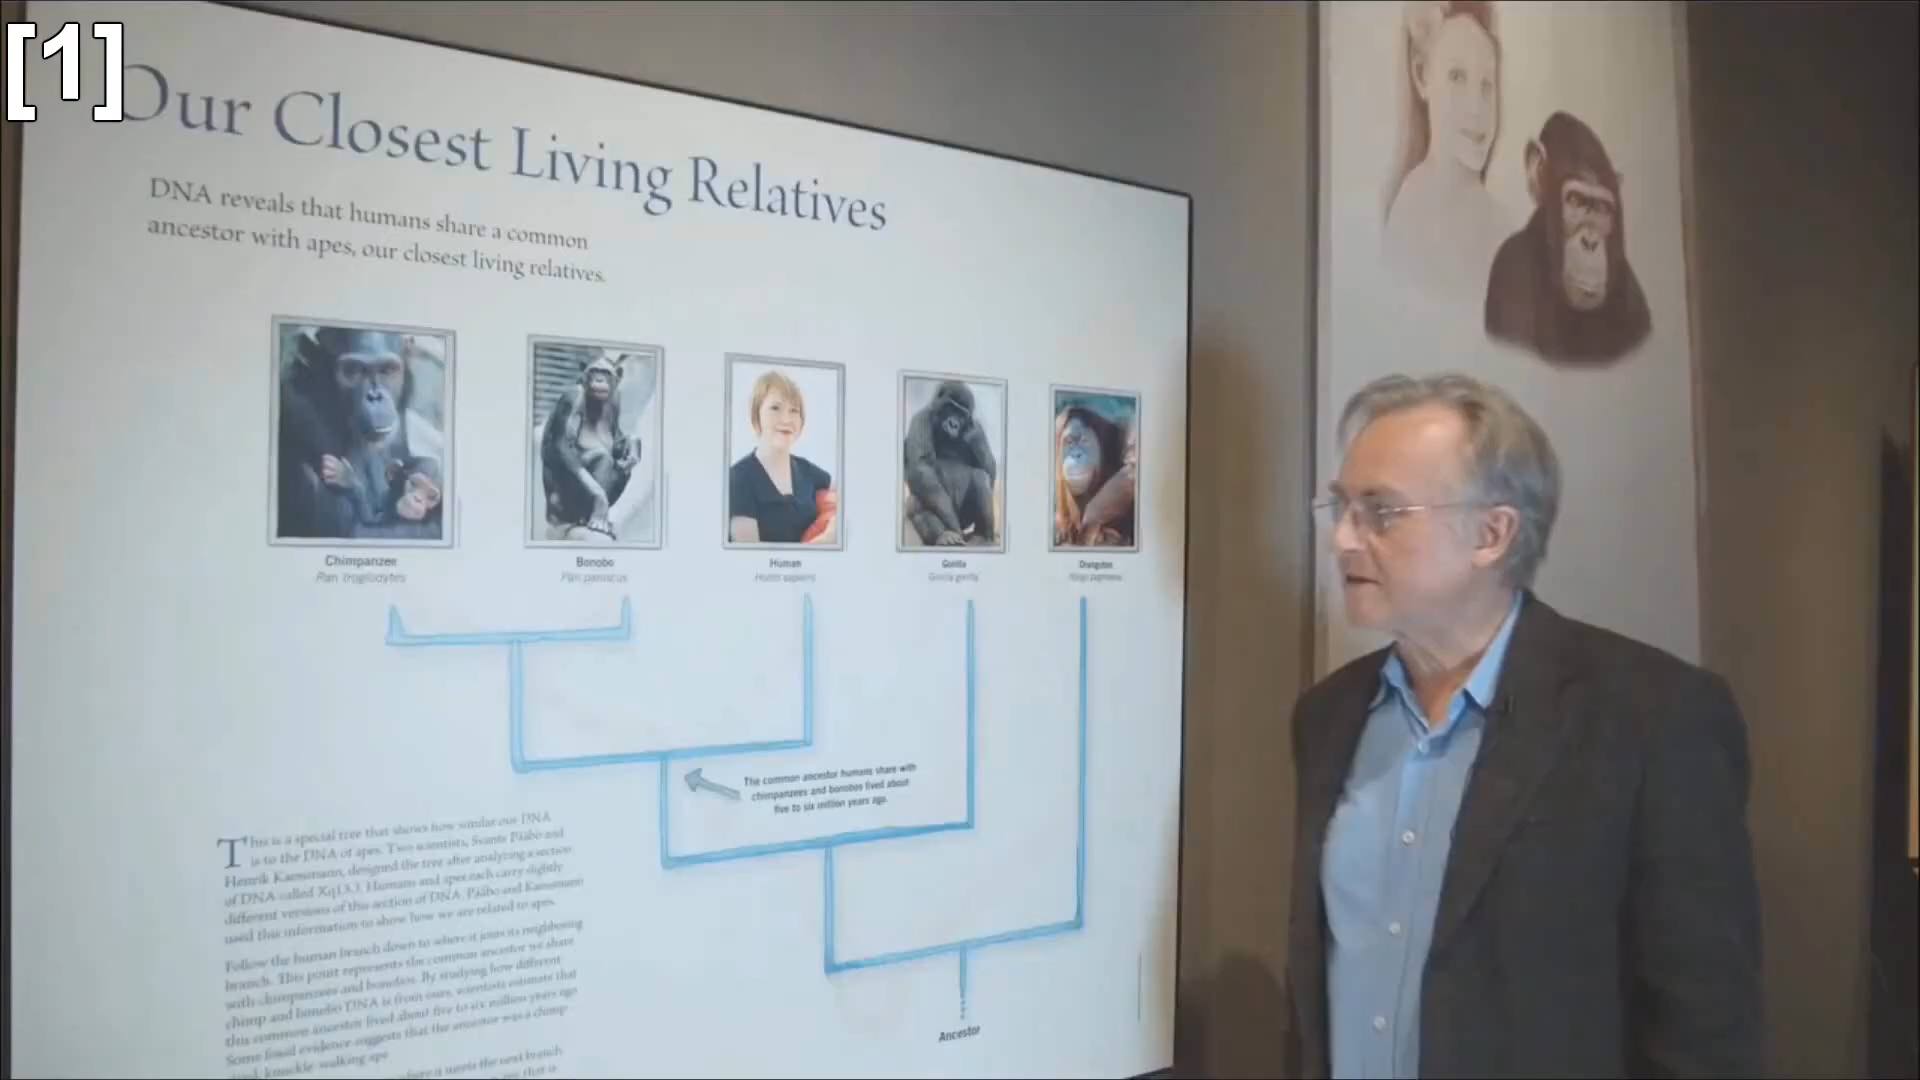 [1]
Our Closest Living Relatives
DNA reveals that humans share a common
ancestor with apes, our closest living relatives.
Chimpanzee
Pan troglodytes
Bonobo
Pan paniscus
Human
Homo sapiens
Gorilla
Gorilla gorilla
Orangutan
The common ancestor humans share with
chimpanzees and bonobos lived about
five to six million years ago.
This is a special tree that shows how similar our DNA
is to the DNA of apes. Two scientists, Svante Pääbo and
Henrik Kaessmann, designed the tree after analyzing a section
of DNA called Xq13.3. Humans and apes each carry slightly
different versions of this section of DNA. Pääbo and Kaessmann
used this information to show how we are related to apes.
Follow the human branch down to where it joins its neighboring
branch. This point represents the common ancestor we share
with chimpanzees and bonobos. By studying how different
chimp and bonobo DNA is from ours, scientists estimate that
this common ancestor lived about five to six million years ago.
Some fossil evidence suggests that the ancestor was a chimp-
sized, knuckle-walking ape
where it meets the next branch
that is
Ancestor